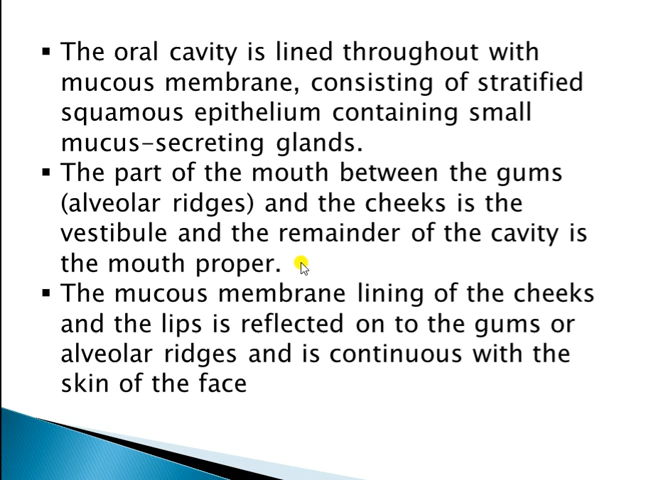 ▪ The oral cavity is lined throughout with
mucous membrane, consisting of stratified
squamous epithelium containing small
mucus-secreting glands.
▪ The part of the mouth between the gums
(alveolar ridges) and the cheeks is the
vestibule and the remainder of the cavity is
the mouth proper.
▪ The mucous membrane lining of the cheeks
and the lips is reflected on to the gums or
alveolar ridges and is continuous with the
skin of the face